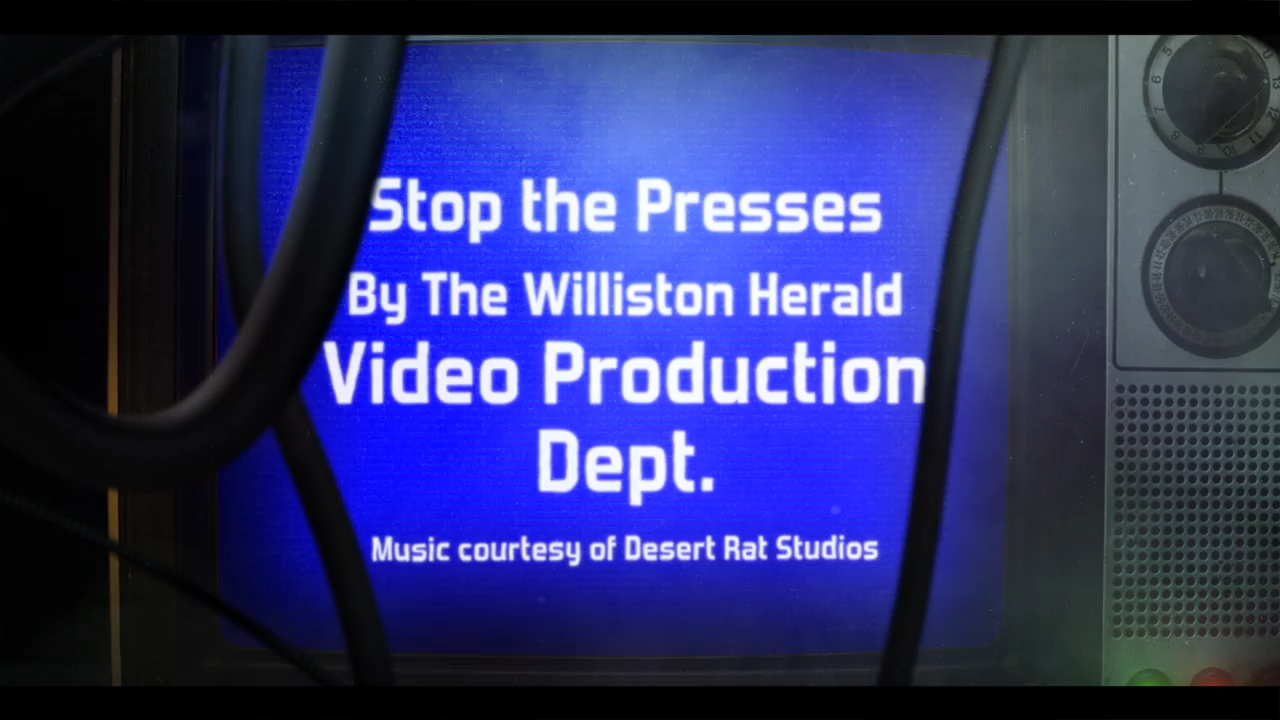 Stop the Presses
By The Williston Herald
Video Production
Dept.
Music courtesy of Desert Rat Studios